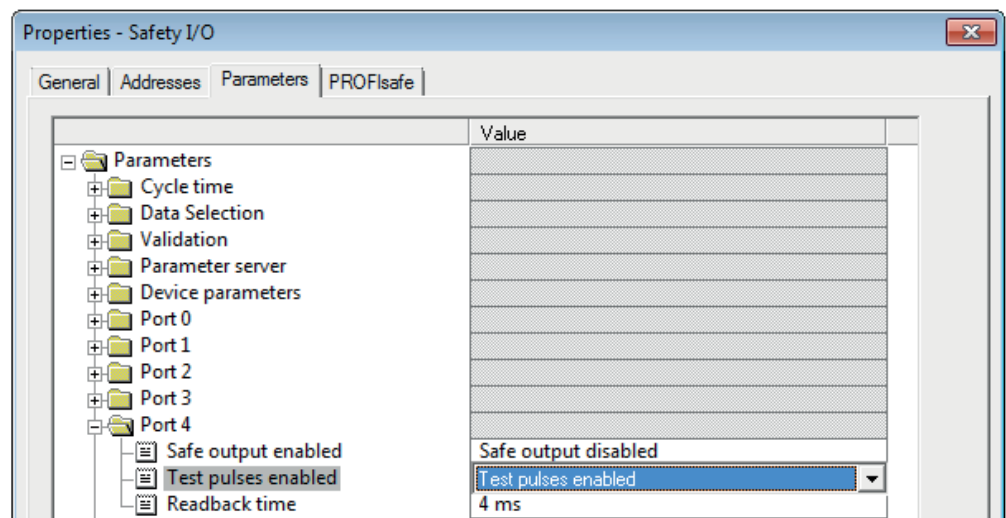 Properties - Safety I/O
General Addresses Parameters PROFIsafe
Value
Parameters
Cycle time
Data Selection
Validation
Parameter server
Device parameters
Port 0
Port 1
Port 2
Port 3
Port 4
Safe output enabled Safe output disabled
Test pulses enabled Test pulses enabled
Readback time 4 ms